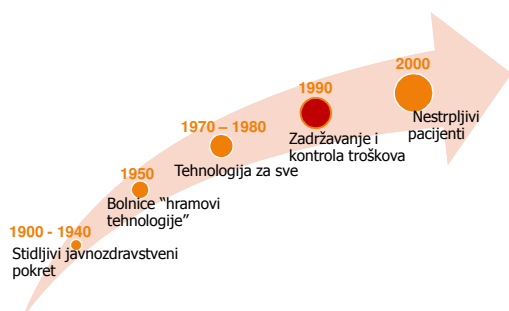 1900 - 1940
Stidljivi javnozdravstveni
pokret
1950
Bolnice “hramovi
tehnologije”
1970 – 1980
Tehnologija za sve
1990
Zadržavanje i
kontrola troškova
2000
Nestrpljivi
pacijenti